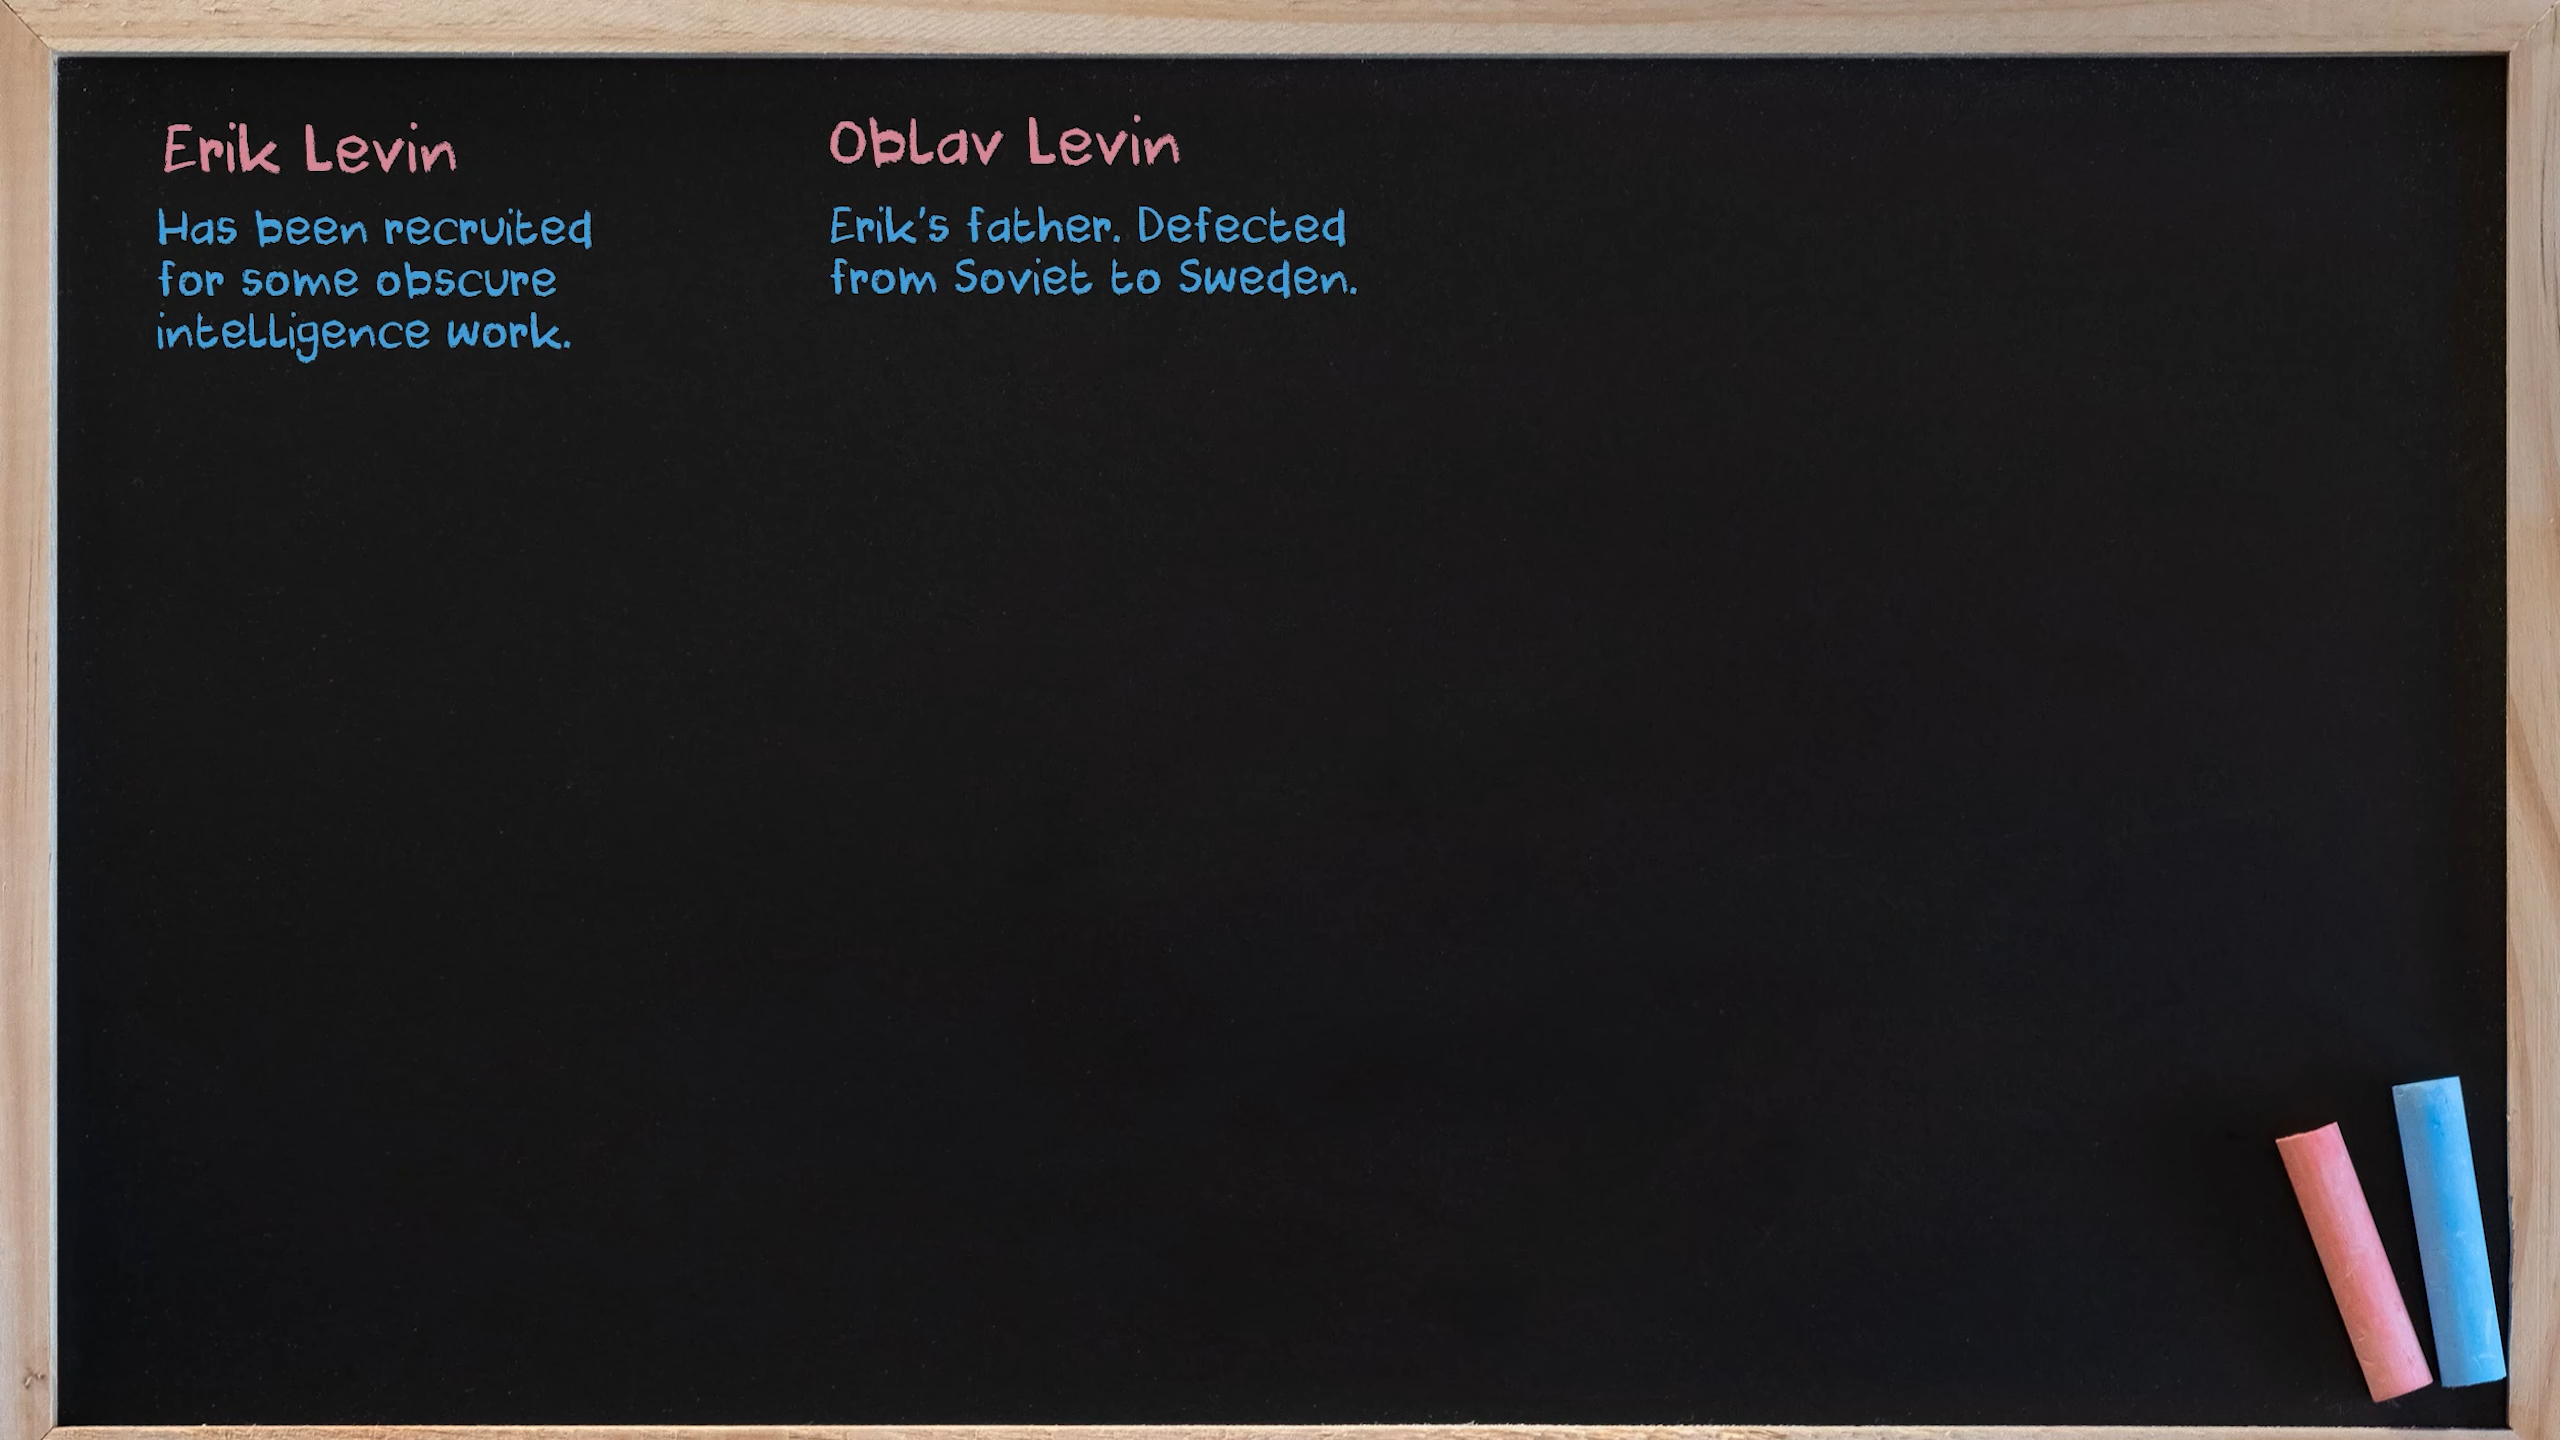 Erik Levin
Has been recruited
for some obscure
intelligence work.
Oblav Levin
Erik's father. Defected
from Soviet to Sweden.